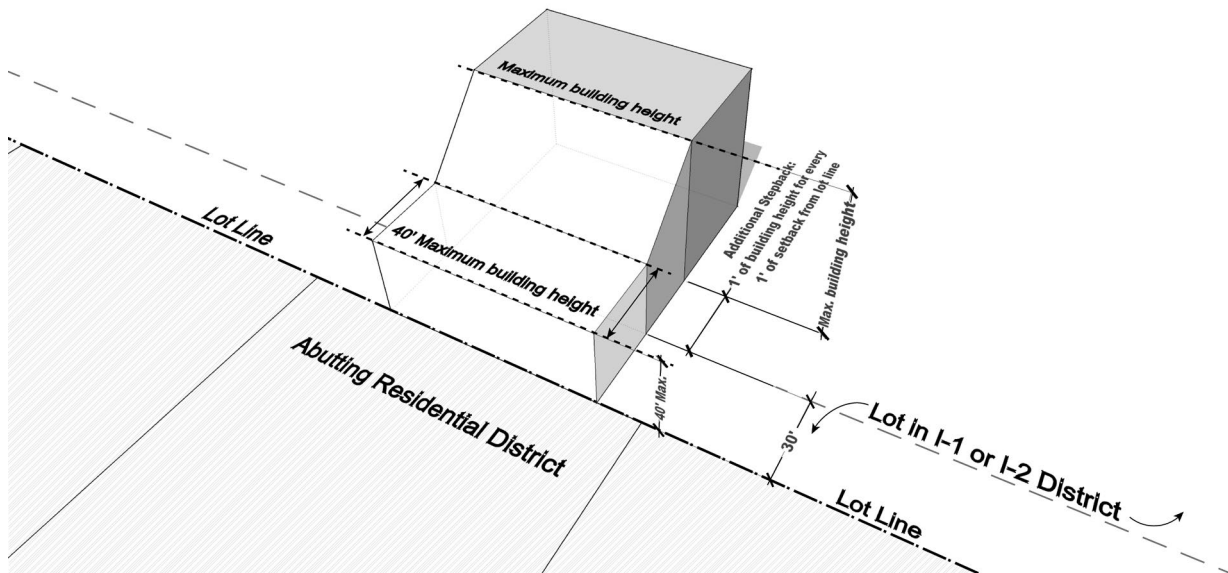 Maximum building height
Additional Stepback:
1' of building height for every
1' of setback from lot line
Max. building height
Lot Line
40' Maximum building height
Abutting Residential District
40' Max.
30'
Lot in I-1 or I-2 District
Lot Line